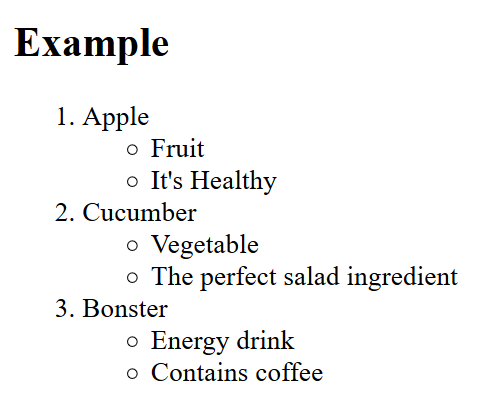 Example
1. Apple
○ Fruit
○ It's Healthy
2. Cucumber
○ Vegetable
○ The perfect salad ingredient
3. Bonster
○ Energy drink
○ Contains coffee